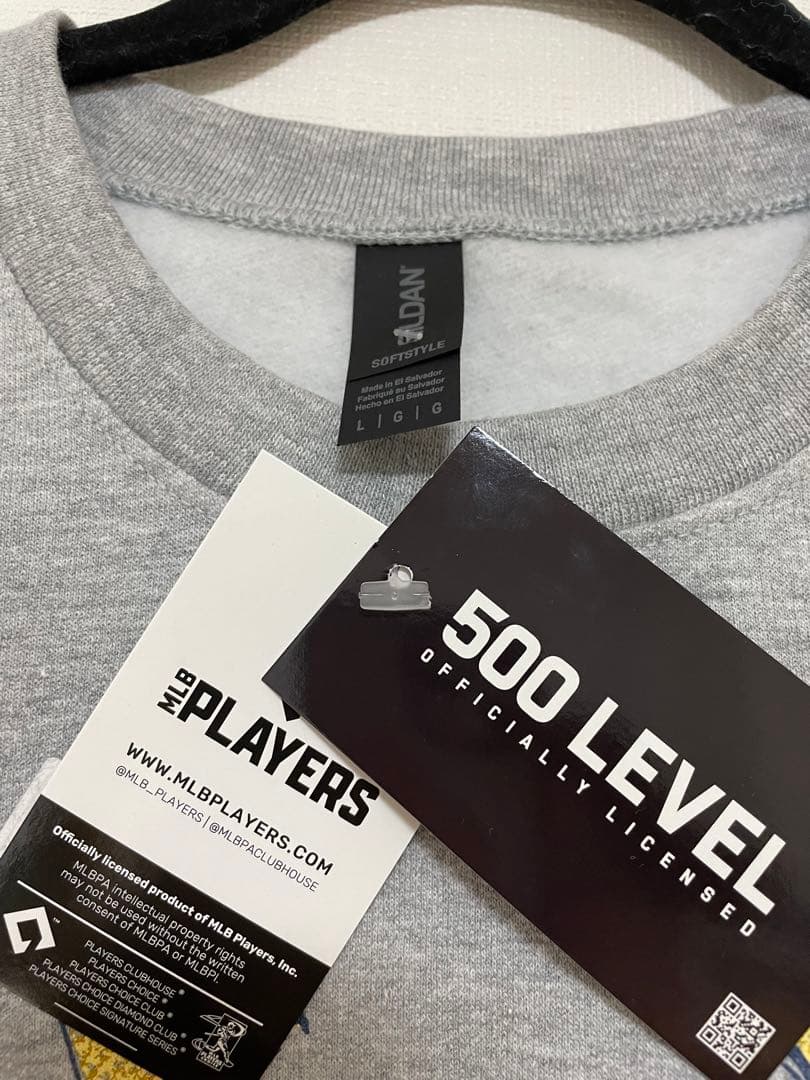 GILDAN®
SOFTSTYLE
Made in El Salvador
Fabriqué au Salvador
Hecho en El Salvador
L | G | G
500 LEVEL
OFFICIALLY LICENSED
MLB PLAYERS
WWW.MLBPLAYERS.COM
@MLB_PLAYERS | @MLBPACLUBHOUSE
Officially licensed product of MLB Players, Inc.
MLBPA intellectual property rights
may not be used without the written
consent of MLBPA or MLBPI.
™
PLAYERS CLUBHOUSE®
PLAYERS CHOICE®
PLAYERS CHOICE CLUB®
PLAYERS CHOICE DIAMOND CLUB®
PLAYERS CHOICE SIGNATURE SERIES®